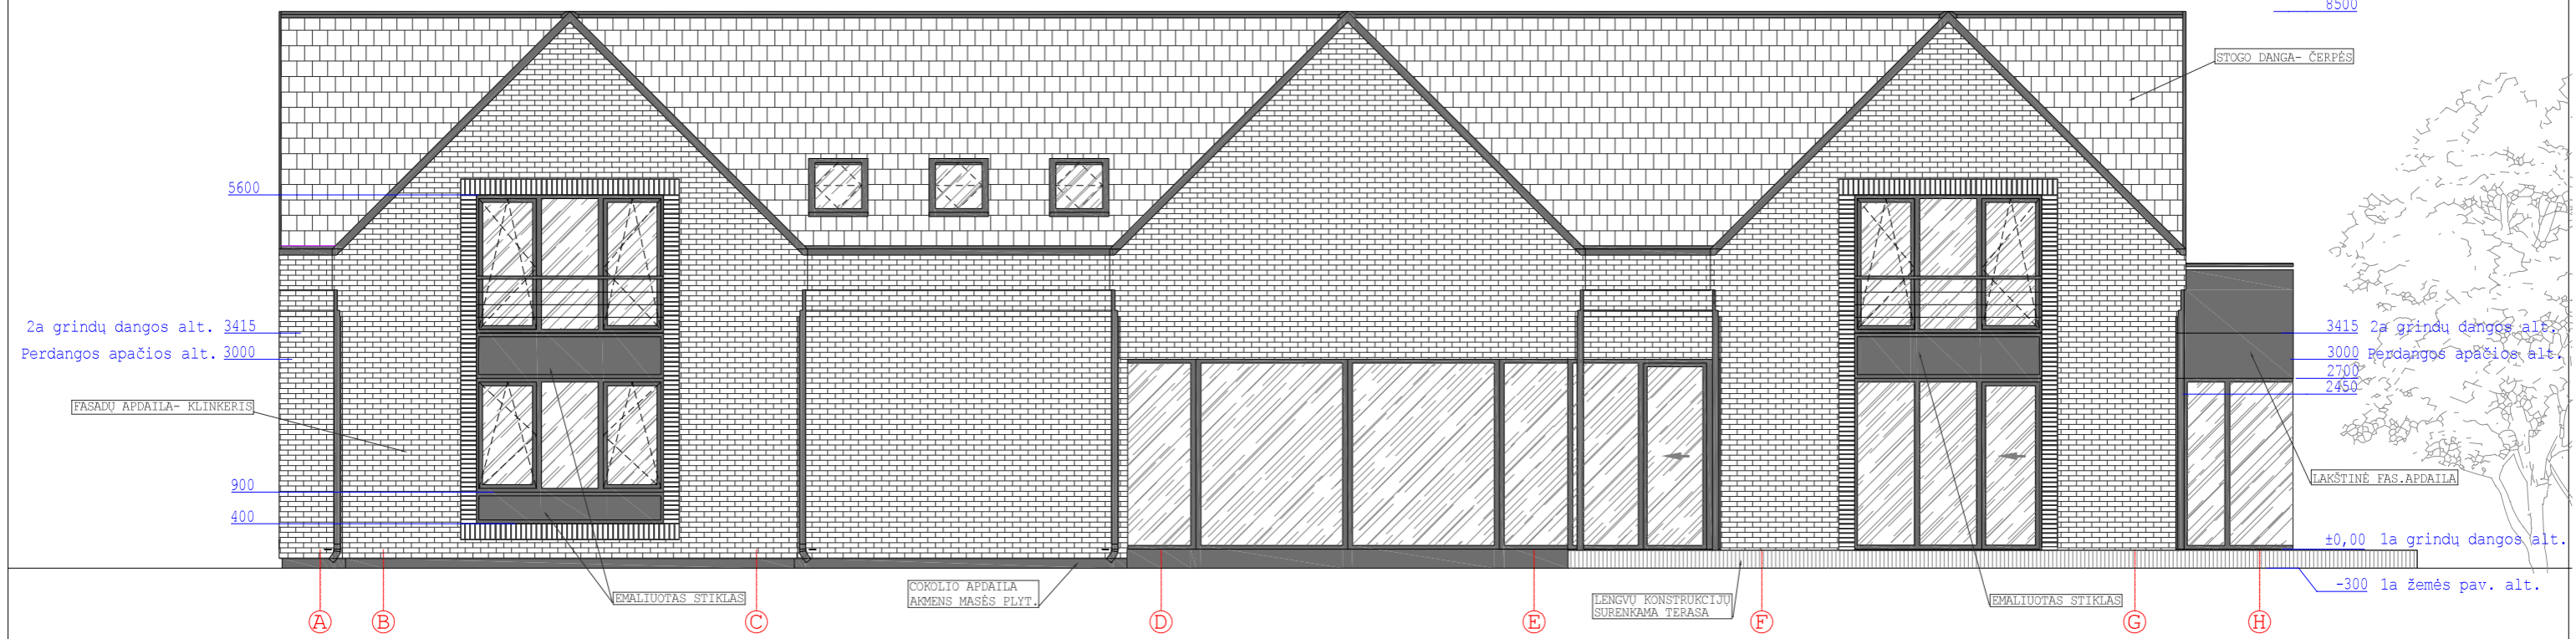 8500
STOGO DANGA- ČERPĖS
5600
2a grindų dangos alt. 3415
Perdangos apačios alt. 3000
3415 2a grindų dangos alt.
3000 Perdangos apačios alt.
2700
2450
FASADŲ APDAILA- KLINKERIS
LAKŠTINĖ FAS.APDAILA
900
400
±0,00 1a grindų dangos alt.
-300 1a žemės pav. alt.
EMALIUOTAS STIKLAS
COKOLIO APDAILA
AKMENS MASĖS PLYT.
LENGVŲ KONSTRUKCIJŲ
SURENKAMA TERASA
EMALIUOTAS STIKLAS
A B C D E F G H